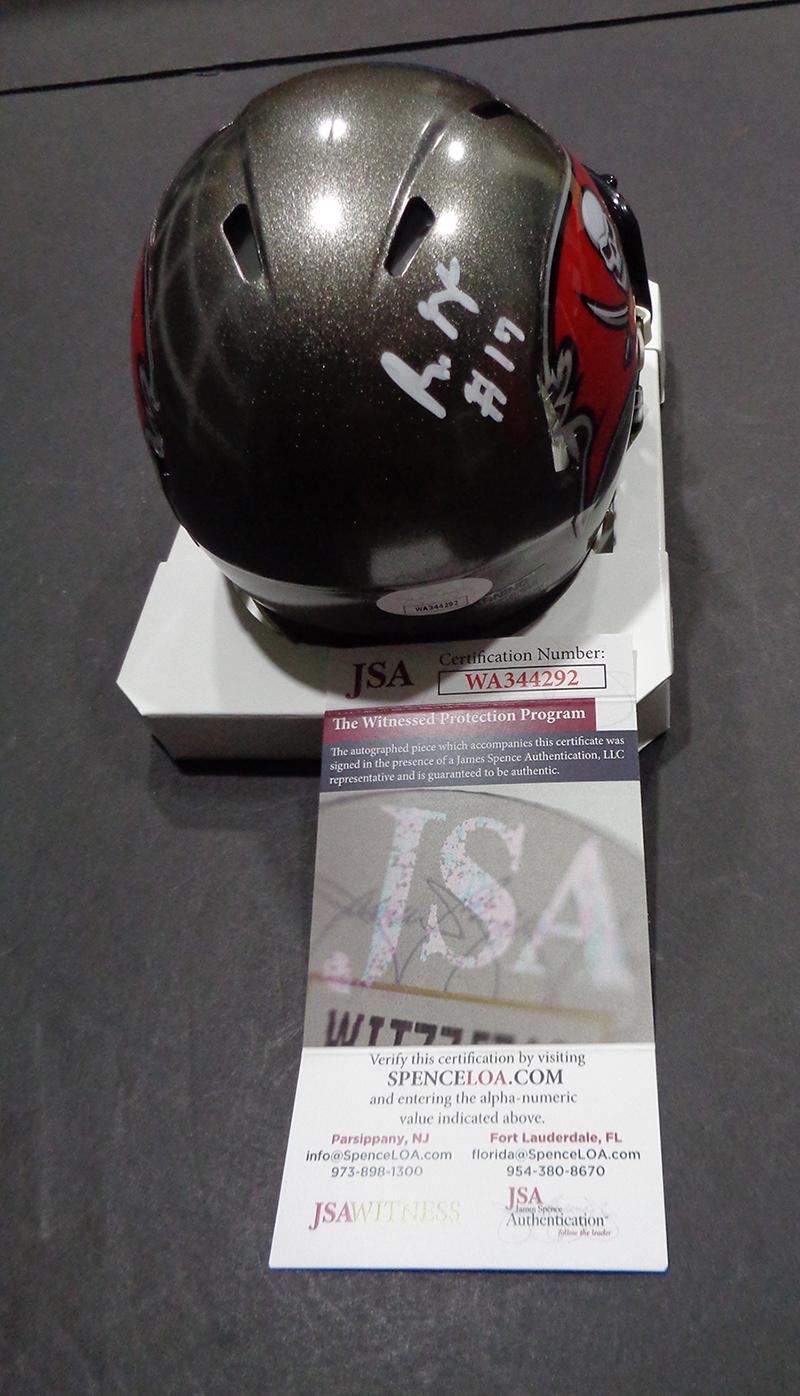 #17
WA344292
JSA
Certification Number:
WA344292
The Witnessed Protection Program
The autographed piece which accompanies this certificate was
signed in the presence of a James Spence Authentication, LLC
representative and is guaranteed to be authentic.
JSA
Verify this certification by visiting
SPENCELOA.COM
and entering the alpha-numeric
value indicated above.
Parsippany, NJ
info@SpenceLOA.com
973-898-1300
Fort Lauderdale, FL
florida@SpenceLOA.com
954-380-8670
JSAWITNESS
JSA
James Spence
Authentication
follow the leader